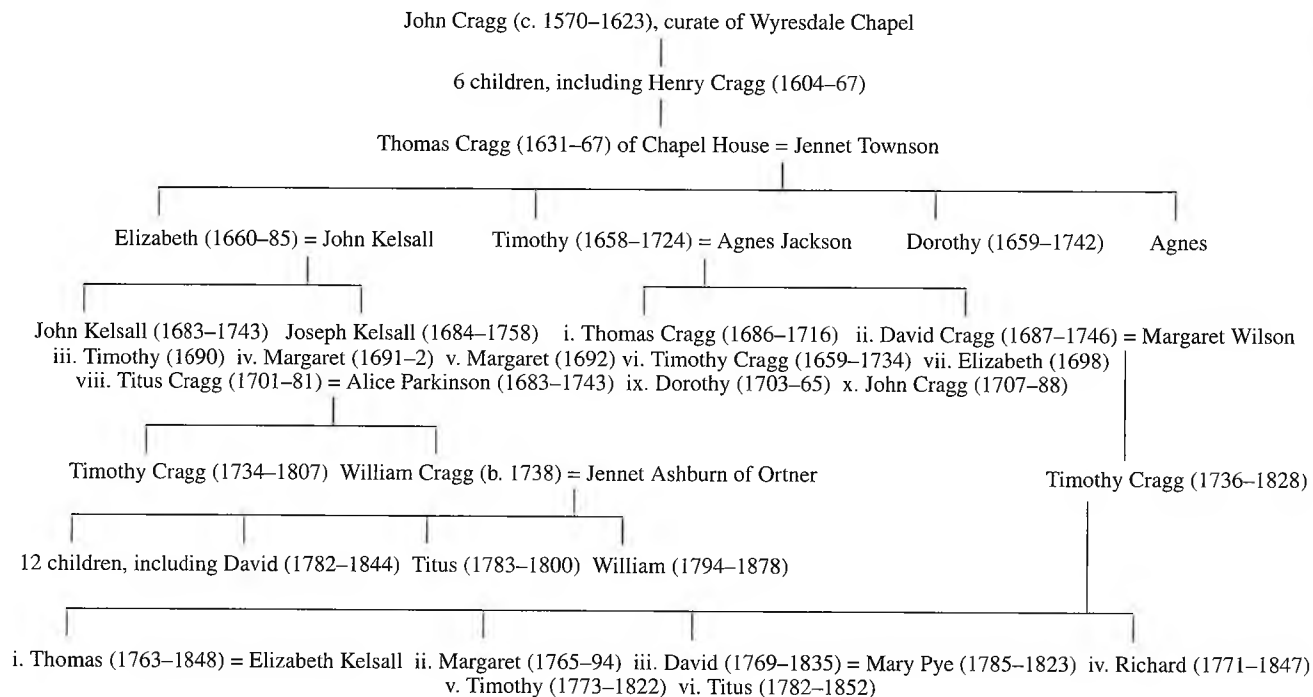 John Cragg (c. 1570–1623), curate of Wyresdale Chapel
6 children, including Henry Cragg (1604–67)
Thomas Cragg (1631–67) of Chapel House = Jennet Townson
Elizabeth (1660–85) = John Kelsall Timothy (1658–1724) = Agnes Jackson Dorothy (1659–1742) Agnes
John Kelsall (1683–1743) Joseph Kelsall (1684–1758) i. Thomas Cragg (1686–1716) ii. David Cragg (1687–1746) = Margaret Wilson
iii. Timothy (1690) iv. Margaret (1691–2) v. Margaret (1692) vi. Timothy Cragg (1659–1734) vii. Elizabeth (1698)
viii. Titus Cragg (1701–81) = Alice Parkinson (1683–1743) ix. Dorothy (1703–65) x. John Cragg (1707–88)
Timothy Cragg (1734–1807) William Cragg (b. 1738) = Jennet Ashburn of Ortner Timothy Cragg (1736–1828)
12 children, including David (1782–1844) Titus (1783–1800) William (1794–1878)
i. Thomas (1763–1848) = Elizabeth Kelsall ii. Margaret (1765–94) iii. David (1769–1835) = Mary Pye (1785–1823) iv. Richard (1771–1847)
v. Timothy (1773–1822) vi. Titus (1782–1852)